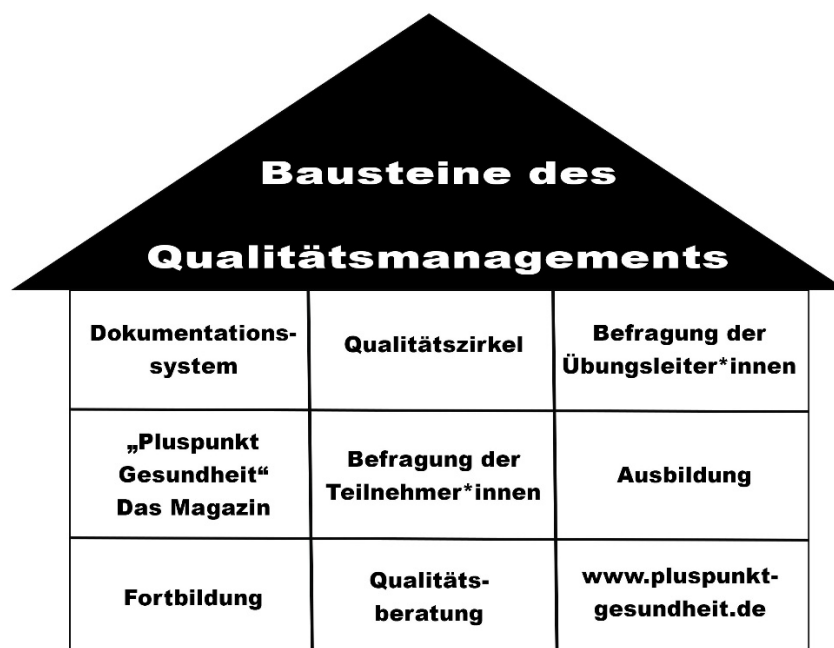 Bausteine des
Qualitätsmanagements
Dokumentations-
system
Qualitätszirkel
Befragung der
Übungsleiter*innen
„Pluspunkt
Gesundheit“
Das Magazin
Befragung der
Teilnehmer*innen
Ausbildung
Fortbildung
Qualitäts-
beratung
www.pluspunkt-
gesundheit.de